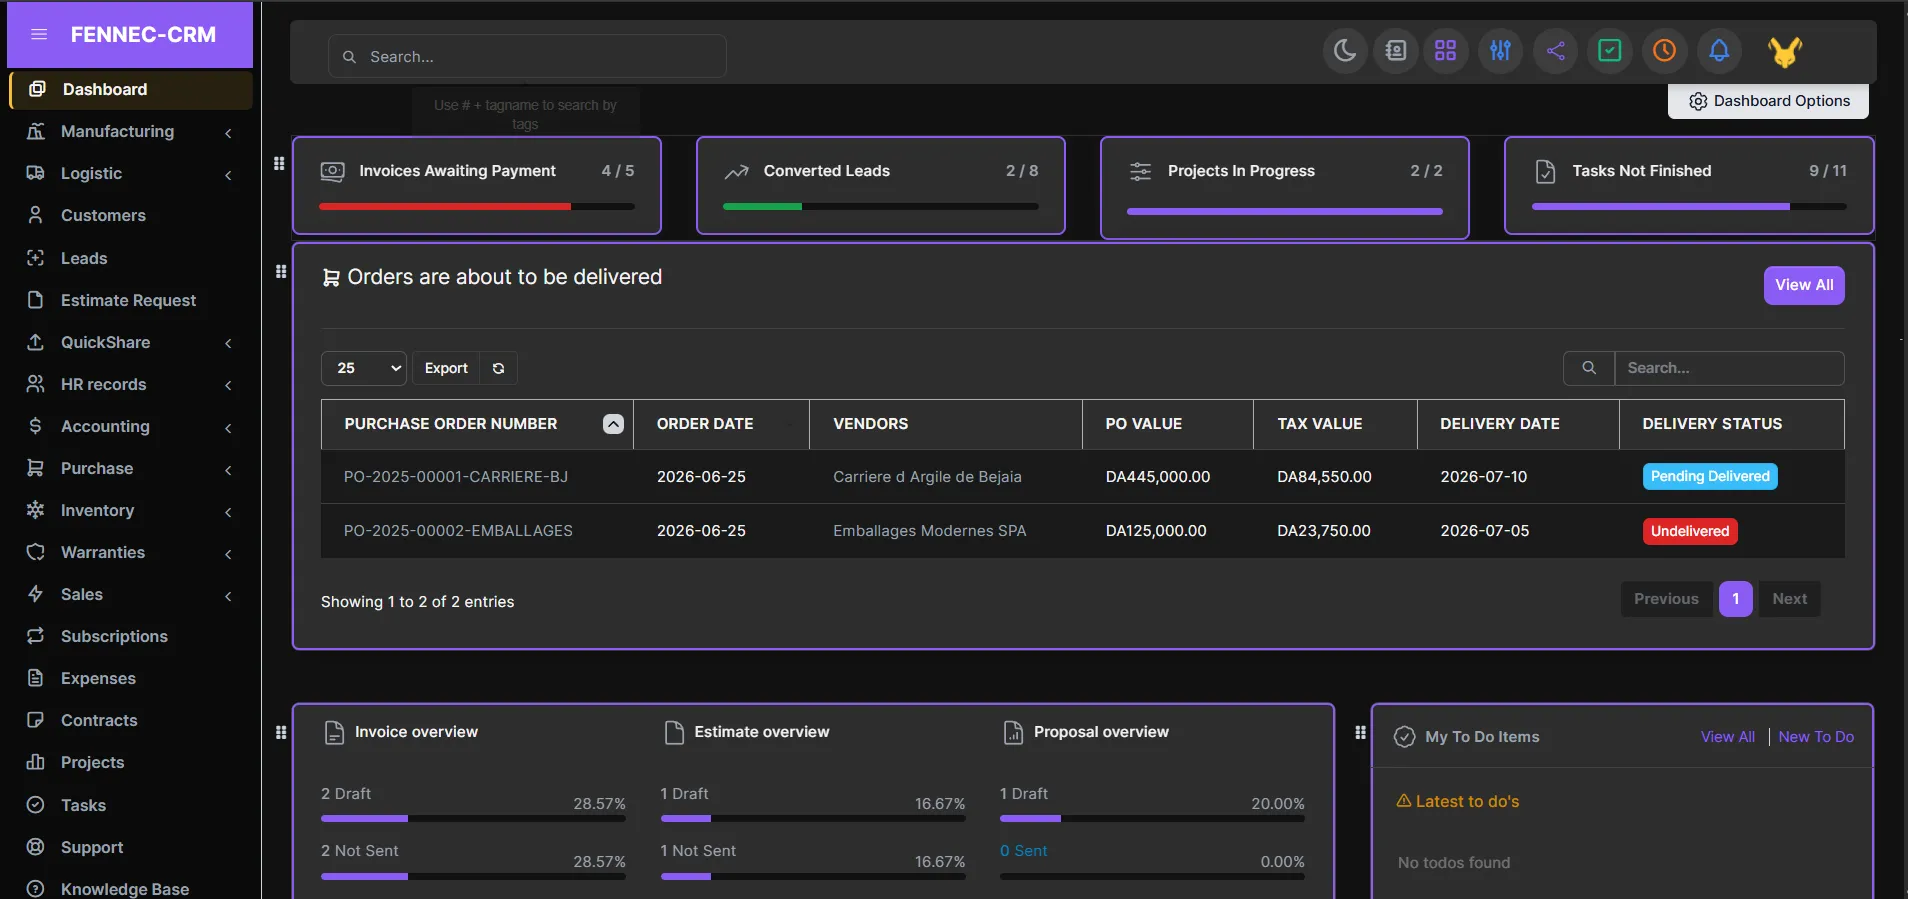 FENNEC-CRM
Dashboard
Manufacturing
Logistic
Customers
Leads
Estimate Request
QuickShare
HR records
Accounting
Purchase
Inventory
Warranties
Sales
Subscriptions
Expenses
Contracts
Projects
Tasks
Support
Knowledge Base
Search...
Use # + tagname to search by
tags
Dashboard Options
Invoices Awaiting Payment 4 / 5
Converted Leads 2 / 8
Projects In Progress 2 / 2
Tasks Not Finished 9 / 11
Orders are about to be delivered
View All
25 Export
Search...
PURCHASE ORDER NUMBER ORDER DATE VENDORS PO VALUE TAX VALUE DELIVERY DATE DELIVERY STATUS
PO-2025-00001-CARRIERE-BJ 2026-06-25 Carriere d Argile de Bejaia DA445,000.00 DA84,550.00 2026-07-10 Pending Delivered
PO-2025-00002-EMBALLAGES 2026-06-25 Emballages Modernes SPA DA125,000.00 DA23,750.00 2026-07-05 Undelivered
Showing 1 to 2 of 2 entries
Previous 1 Next
Invoice overview
2 Draft 28.57%
2 Not Sent 28.57%
Estimate overview
1 Draft 16.67%
1 Not Sent 16.67%
Proposal overview
1 Draft 20.00%
0 Sent 0.00%
My To Do Items
View All | New To Do
Latest to do's
No todos found